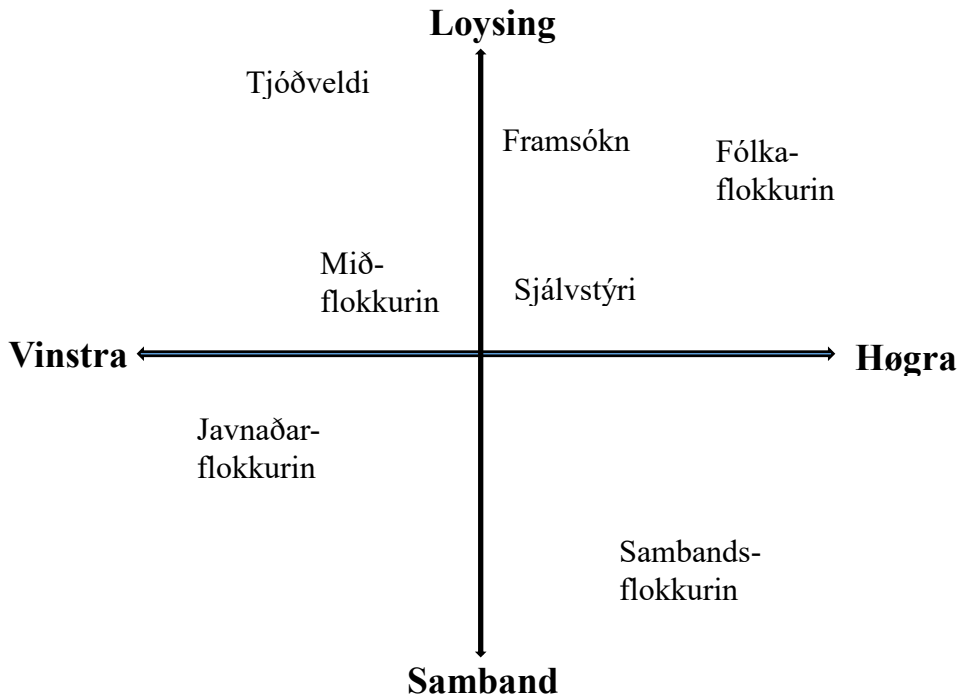 Loysing
Tjóðveldi
Framsókn
Fólka-
flokkurin
Mið-
flokkurin
Sjálvstýri
Vinstra
Høgra
Javnaðar-
flokkurin
Sambands-
flokkurin
Samband